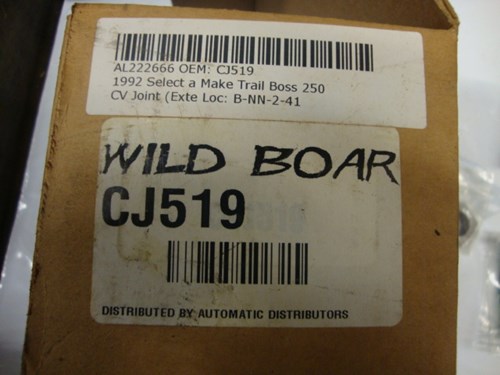 AL222666 OEM: CJ519
1992 Select a Make Trail Boss 250
CV Joint (Exte Loc: B-NN-2-41
WILD BOAR
CJ519
DISTRIBUTED BY AUTOMATIC DISTRIBUTORS